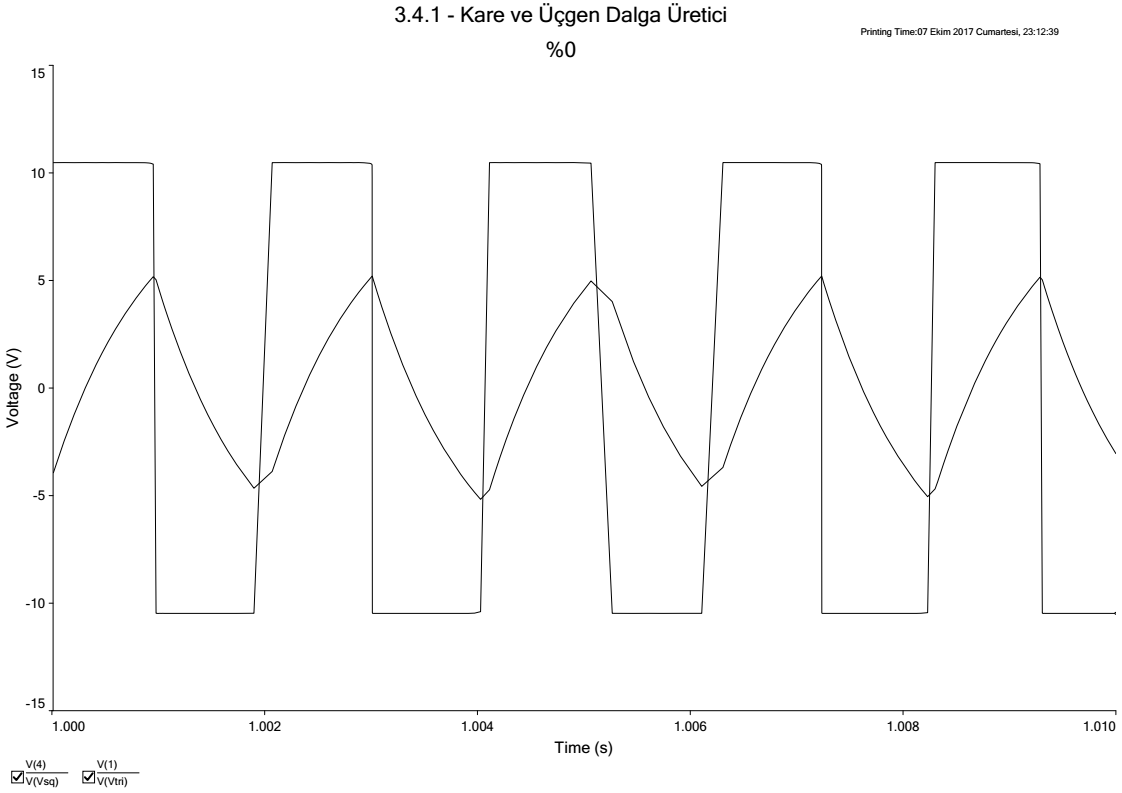 3.4.1 - Kare ve Üçgen Dalga Üretici
%0
Printing Time:07 Ekim 2017 Cumartesi, 23:12:39
15
10
5
0
-5
-10
-15
Voltage (V)
1.000 1.002 1.004 1.006 1.008 1.010
Time (s)
V(4) V(1)
V(Vsq) V(Vtri)